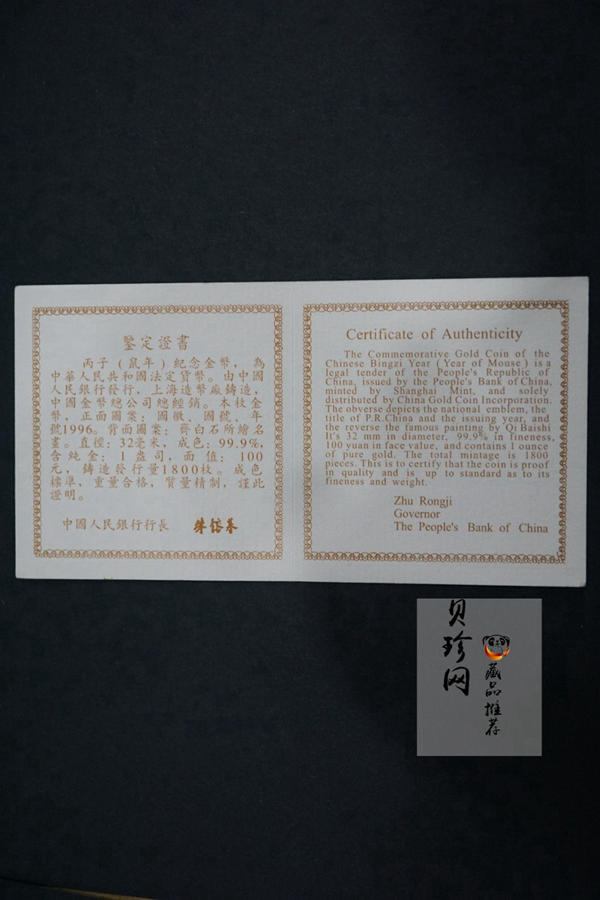 鑒定證書
丙子(鼠年)紀念金幣,為
中華人民共和國法定貨幣。由中國
人民銀行發行,上海造幣廠鑄造,
中國金幣總公司總經銷。本枚金
幣,正面圖案:國徽、國號、年
號1996。背面圖案:齊白石所繪名
畫。直徑:32毫米,成色:99.9%,
含純金:1盎司,面值:100
元,鑄造發行量1800枚。成色
標準,重量合格,質量精制,謹此
證明。
中國人民銀行行長 朱鎔基
Certificate of Authenticity
The Commemorative Gold Coin of the
Chinese Bingzi Year (Year of Mouse) is a
legal tender of the People's Republic of
China, issued by the People's Bank of China,
minted by Shanghai Mint, and solely
distributed by China Gold Coin Incorporation.
The obverse depicts the national emblem, the
title of P.R.China and the issuing year, and
the reverse the famous painting by Qi Baishi
It's 32 mm in diameter, 99.9% in fineness,
100 yuan in face value, and contains 1 ounce
of pure gold. The total mintage is 1800
pieces. This is to certify that the coin is proof
in quality and is up to standard as to its
fineness and weight.
Zhu Rongji
Governor
The People's Bank of China
贝珍网
藏品推荐